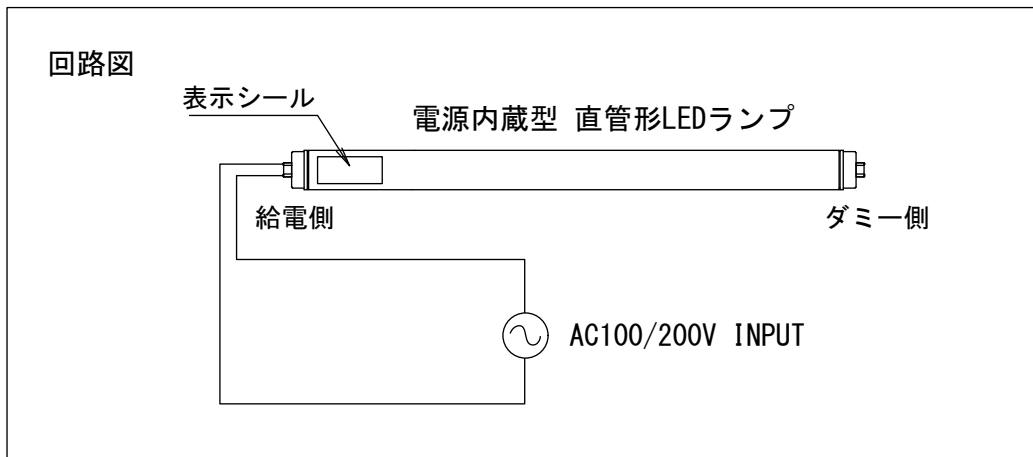 回路図
表示シール
電源内蔵型 直管形LEDランプ
給電側
ダミー側
AC100/200V INPUT